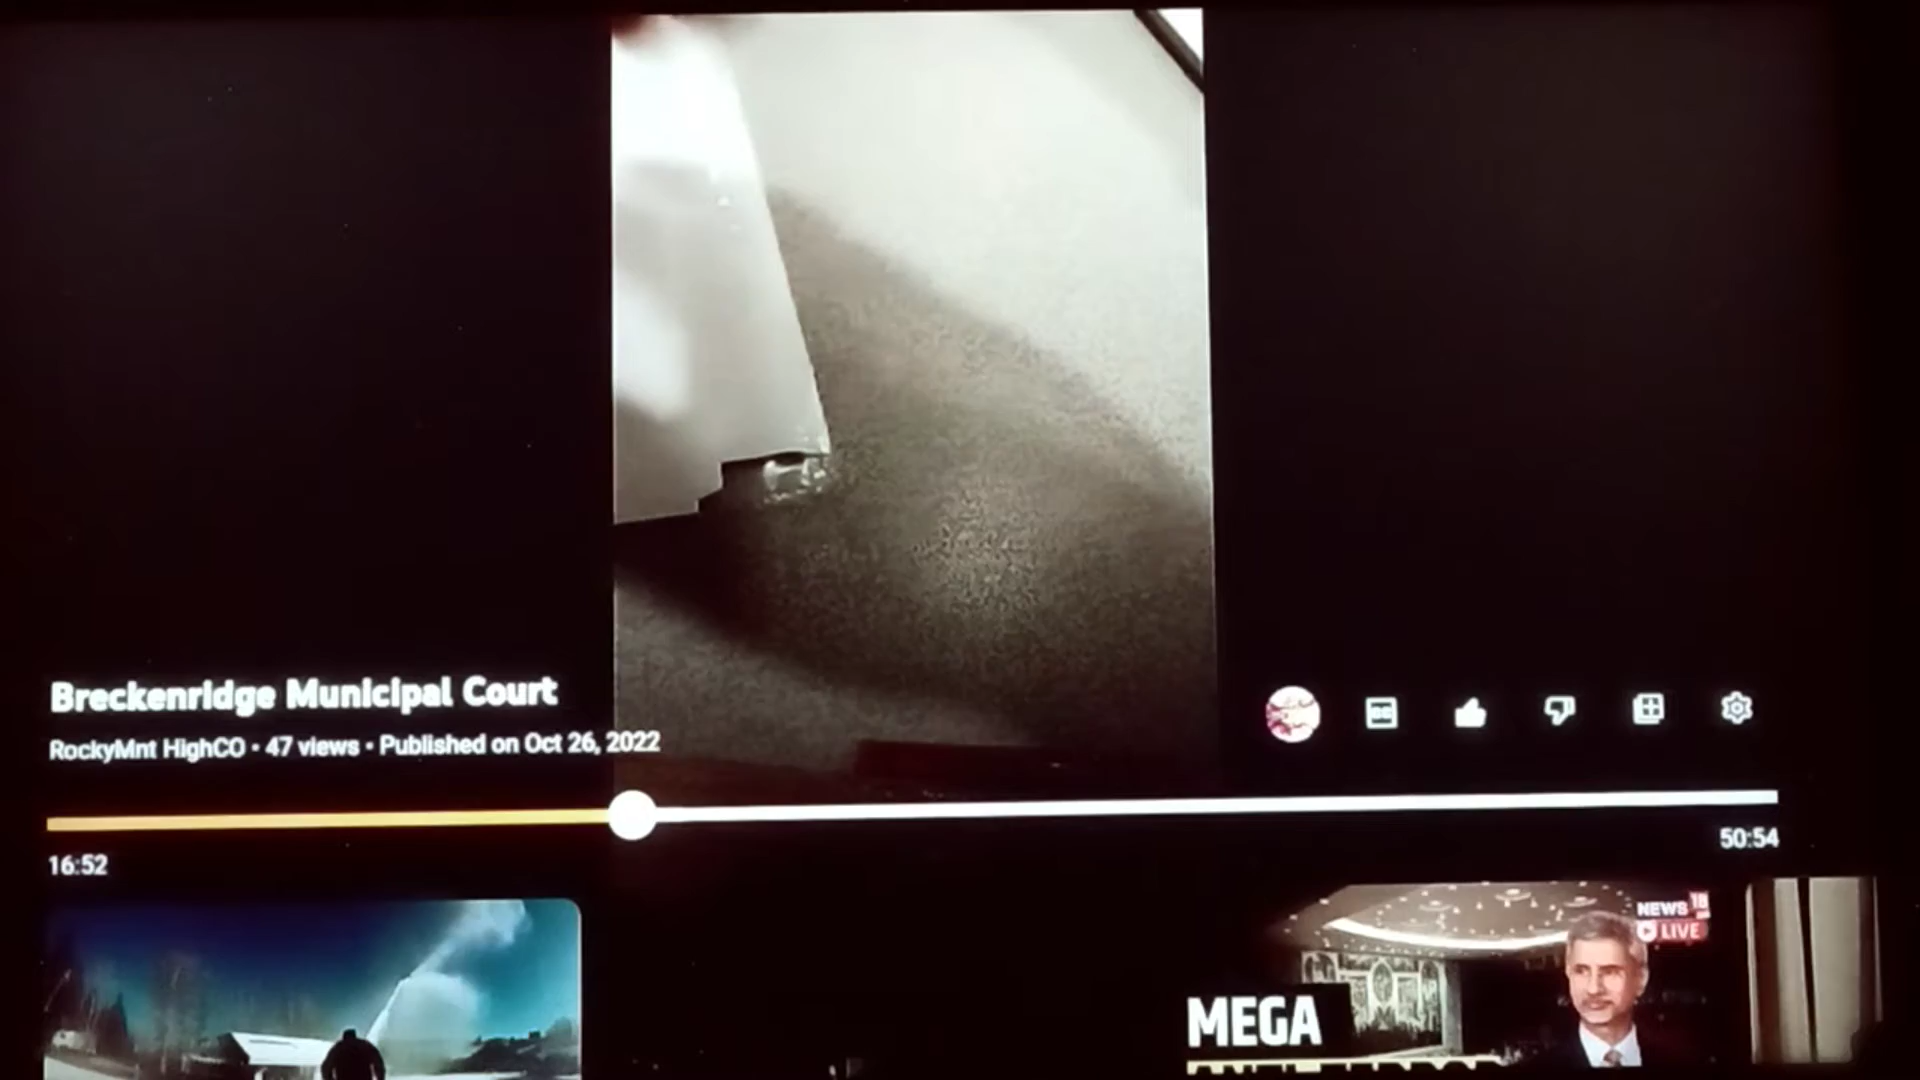 Breckenridge Municipal Court
RockyMnt HighCO • 47 views • Published on Oct 26, 2022
16:52
50:54
NEWS 18
LIVE
MEGA